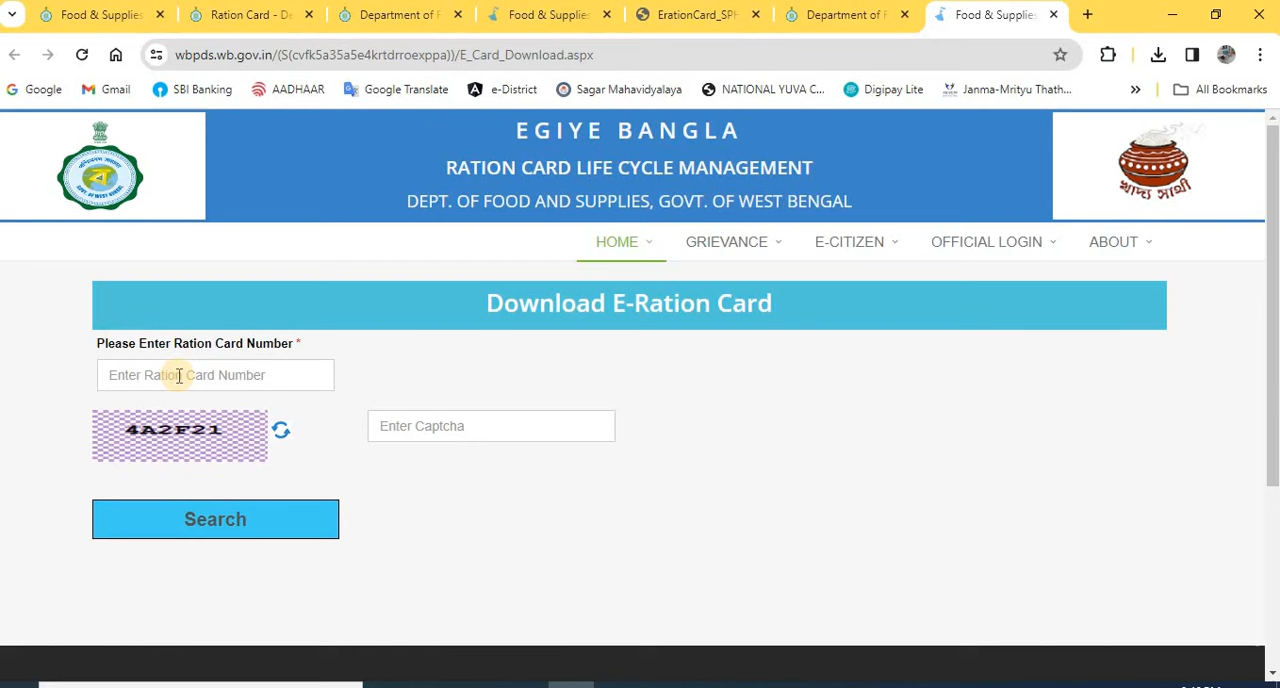 Food & Supplies
Ration Card - De
Department of F
Food & Supplies
ErationCard_SPH
Department of F
Food & Supplies
wbpds.wb.gov.in/(S(cvfk5a35a5e4krtdrroexppa))/E_Card_Download.aspx
Google
Gmail
SBI Banking
AADHAAR
Google Translate
e-District
Sagar Mahavidyalaya
NATIONAL YUVA C...
Digipay Lite
Janma-Mrityu Thath...
All Bookmarks
EGIYE BANGLA
RATION CARD LIFE CYCLE MANAGEMENT
DEPT. OF FOOD AND SUPPLIES, GOVT. OF WEST BENGAL
খাদ্য সাথী
HOME
GRIEVANCE
E-CITIZEN
OFFICIAL LOGIN
ABOUT
Download E-Ration Card
Please Enter Ration Card Number *
Enter Ration Card Number
4A2F21
Enter Captcha
Search